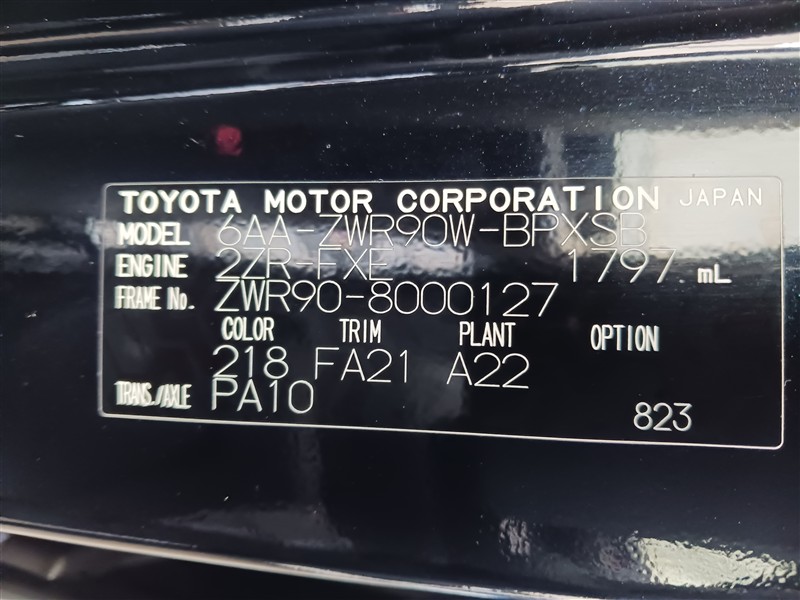 TOYOTA MOTOR CORPORATION JAPAN
MODEL 6AA-ZWR90W-BPXSB
ENGINE 2ZR-FXE 1797 mL
FRAME No. ZWR90-8000127
COLOR TRIM PLANT OPTION
218 FA21 A22
TRANS./AXLE PA10
823